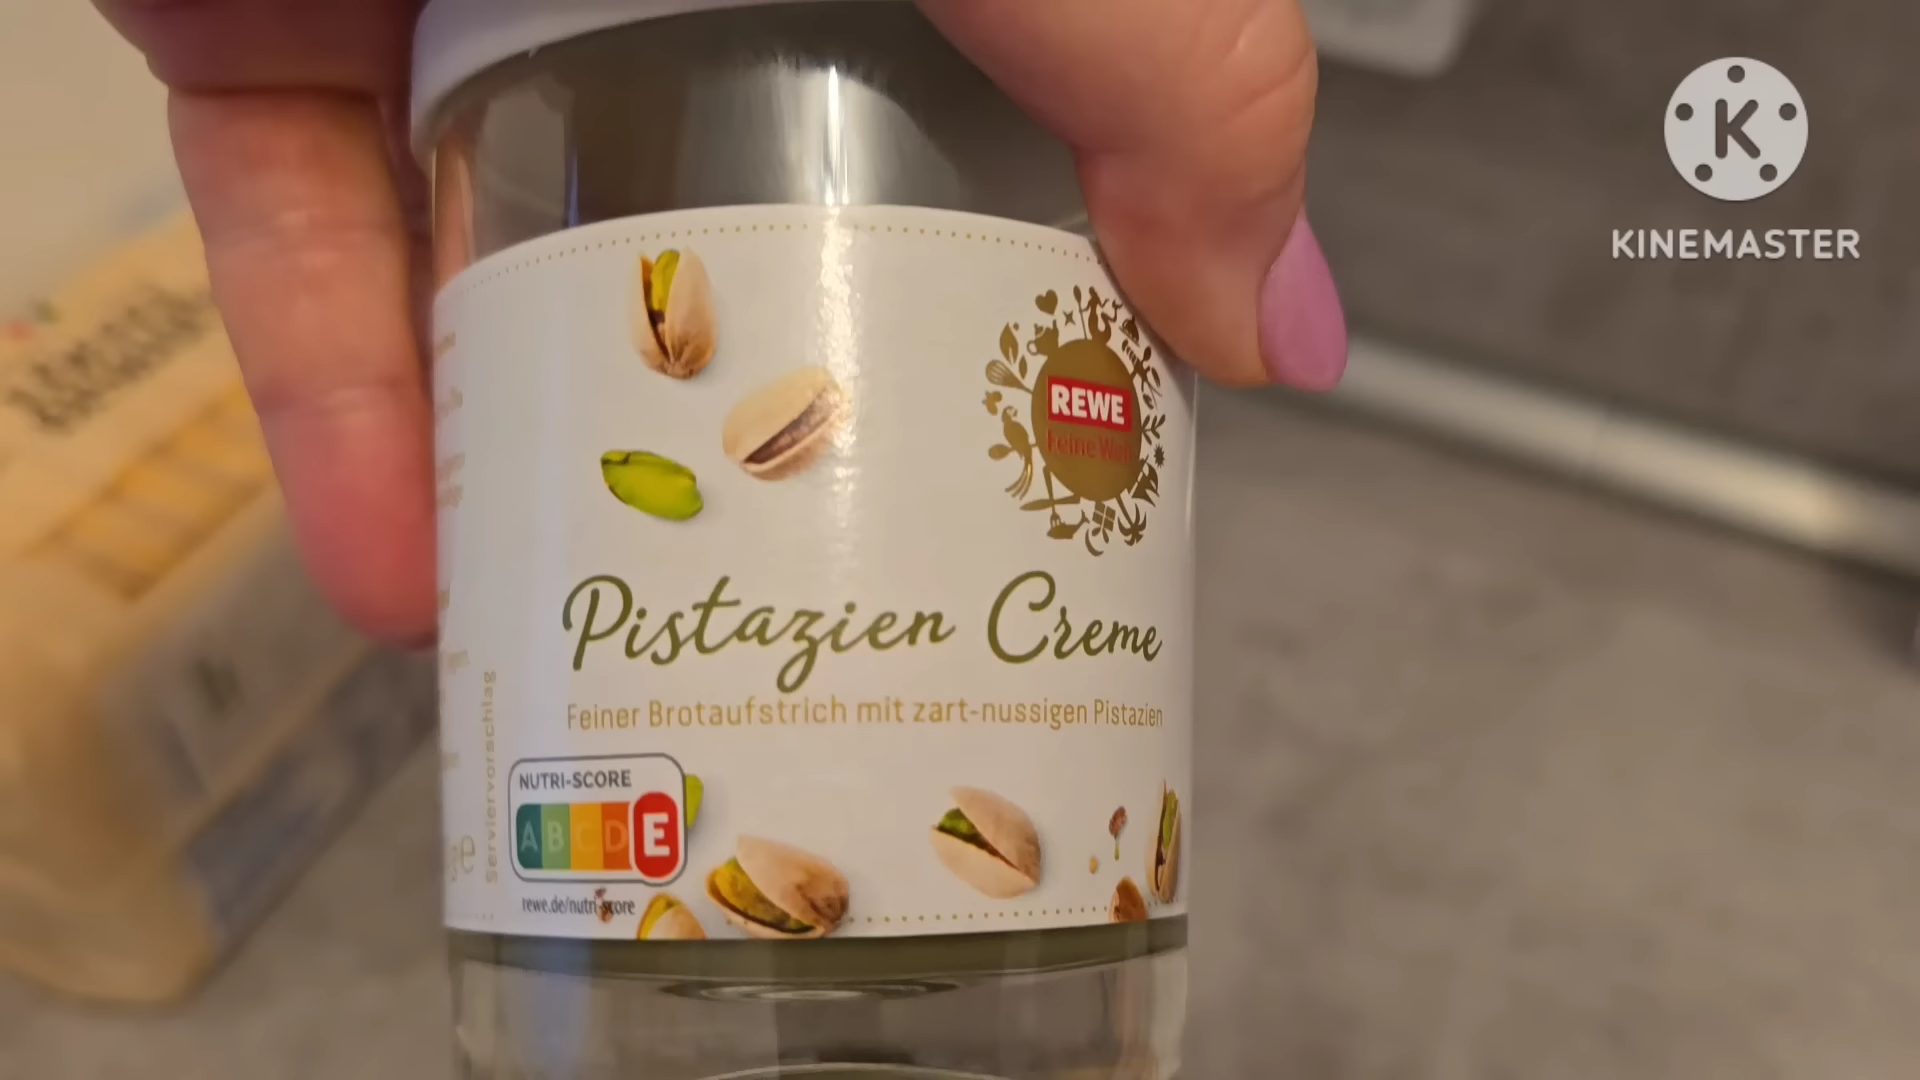 KINEMASTER
REWE
Feine Welt
Pistazien Creme
Feiner Brotaufstrich mit zart-nussigen Pistazien
Serviervorschlag
NUTRI-SCORE
A B C D E
rewe.de/nutri-score